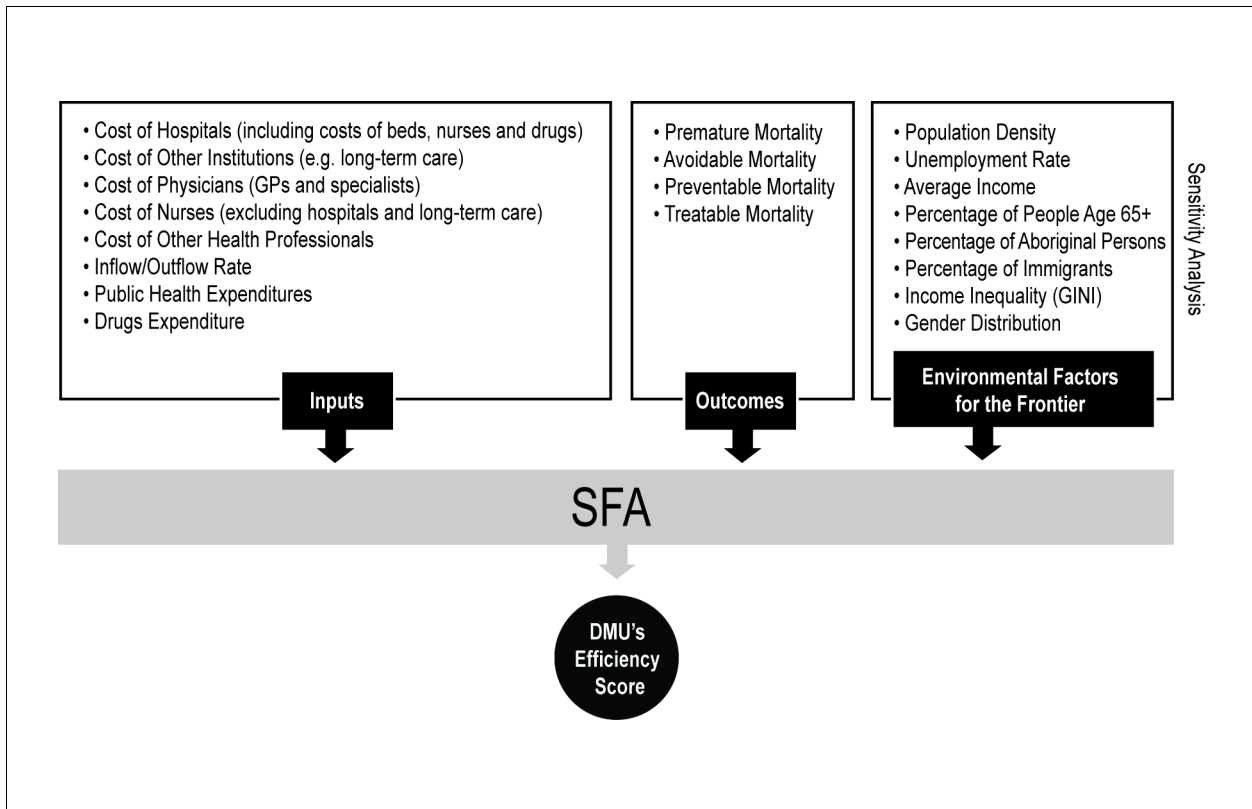 • Cost of Hospitals (including costs of beds, nurses and drugs)
• Cost of Other Institutions (e.g. long-term care)
• Cost of Physicians (GPs and specialists)
• Cost of Nurses (excluding hospitals and long-term care)
• Cost of Other Health Professionals
• Inflow/Outflow Rate
• Public Health Expenditures
• Drugs Expenditure
Inputs
• Premature Mortality
• Avoidable Mortality
• Preventable Mortality
• Treatable Mortality
Outcomes
• Population Density
• Unemployment Rate
• Average Income
• Percentage of People Age 65+
• Percentage of Aboriginal Persons
• Percentage of Immigrants
• Income Inequality (GINI)
• Gender Distribution
Environmental Factors
for the Frontier
Sensitivity Analysis
SFA
DMU's
Efficiency
Score